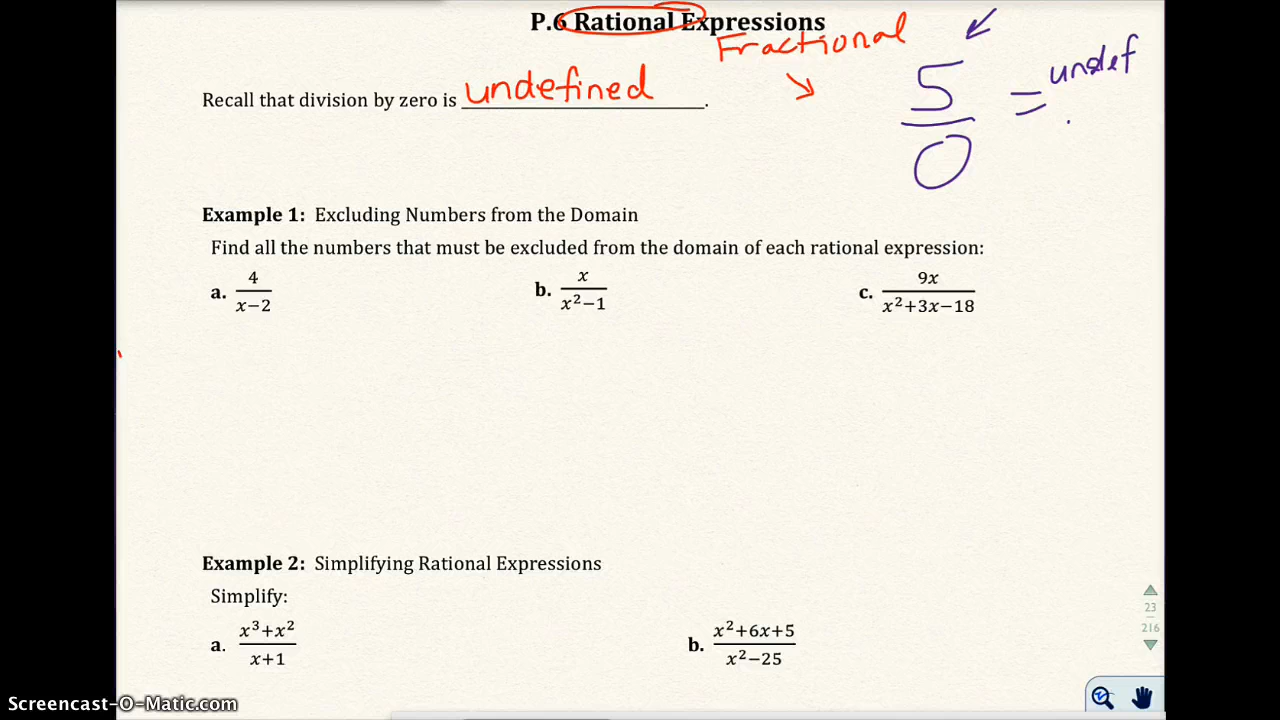 P.6 Rational Expressions
Fractional
Recall that division by zero is undefined.
5/0 = undef.
Example 1: Excluding Numbers from the Domain
Find all the numbers that must be excluded from the domain of each rational expression:
a. 4/(x−2) b. x/(x²−1) c. 9x/(x²+3x−18)
Example 2: Simplifying Rational Expressions
Simplify:
a. (x³+x²)/(x+1) b. (x²+6x+5)/(x²−25)
23
216
Screencast-O-Matic.com